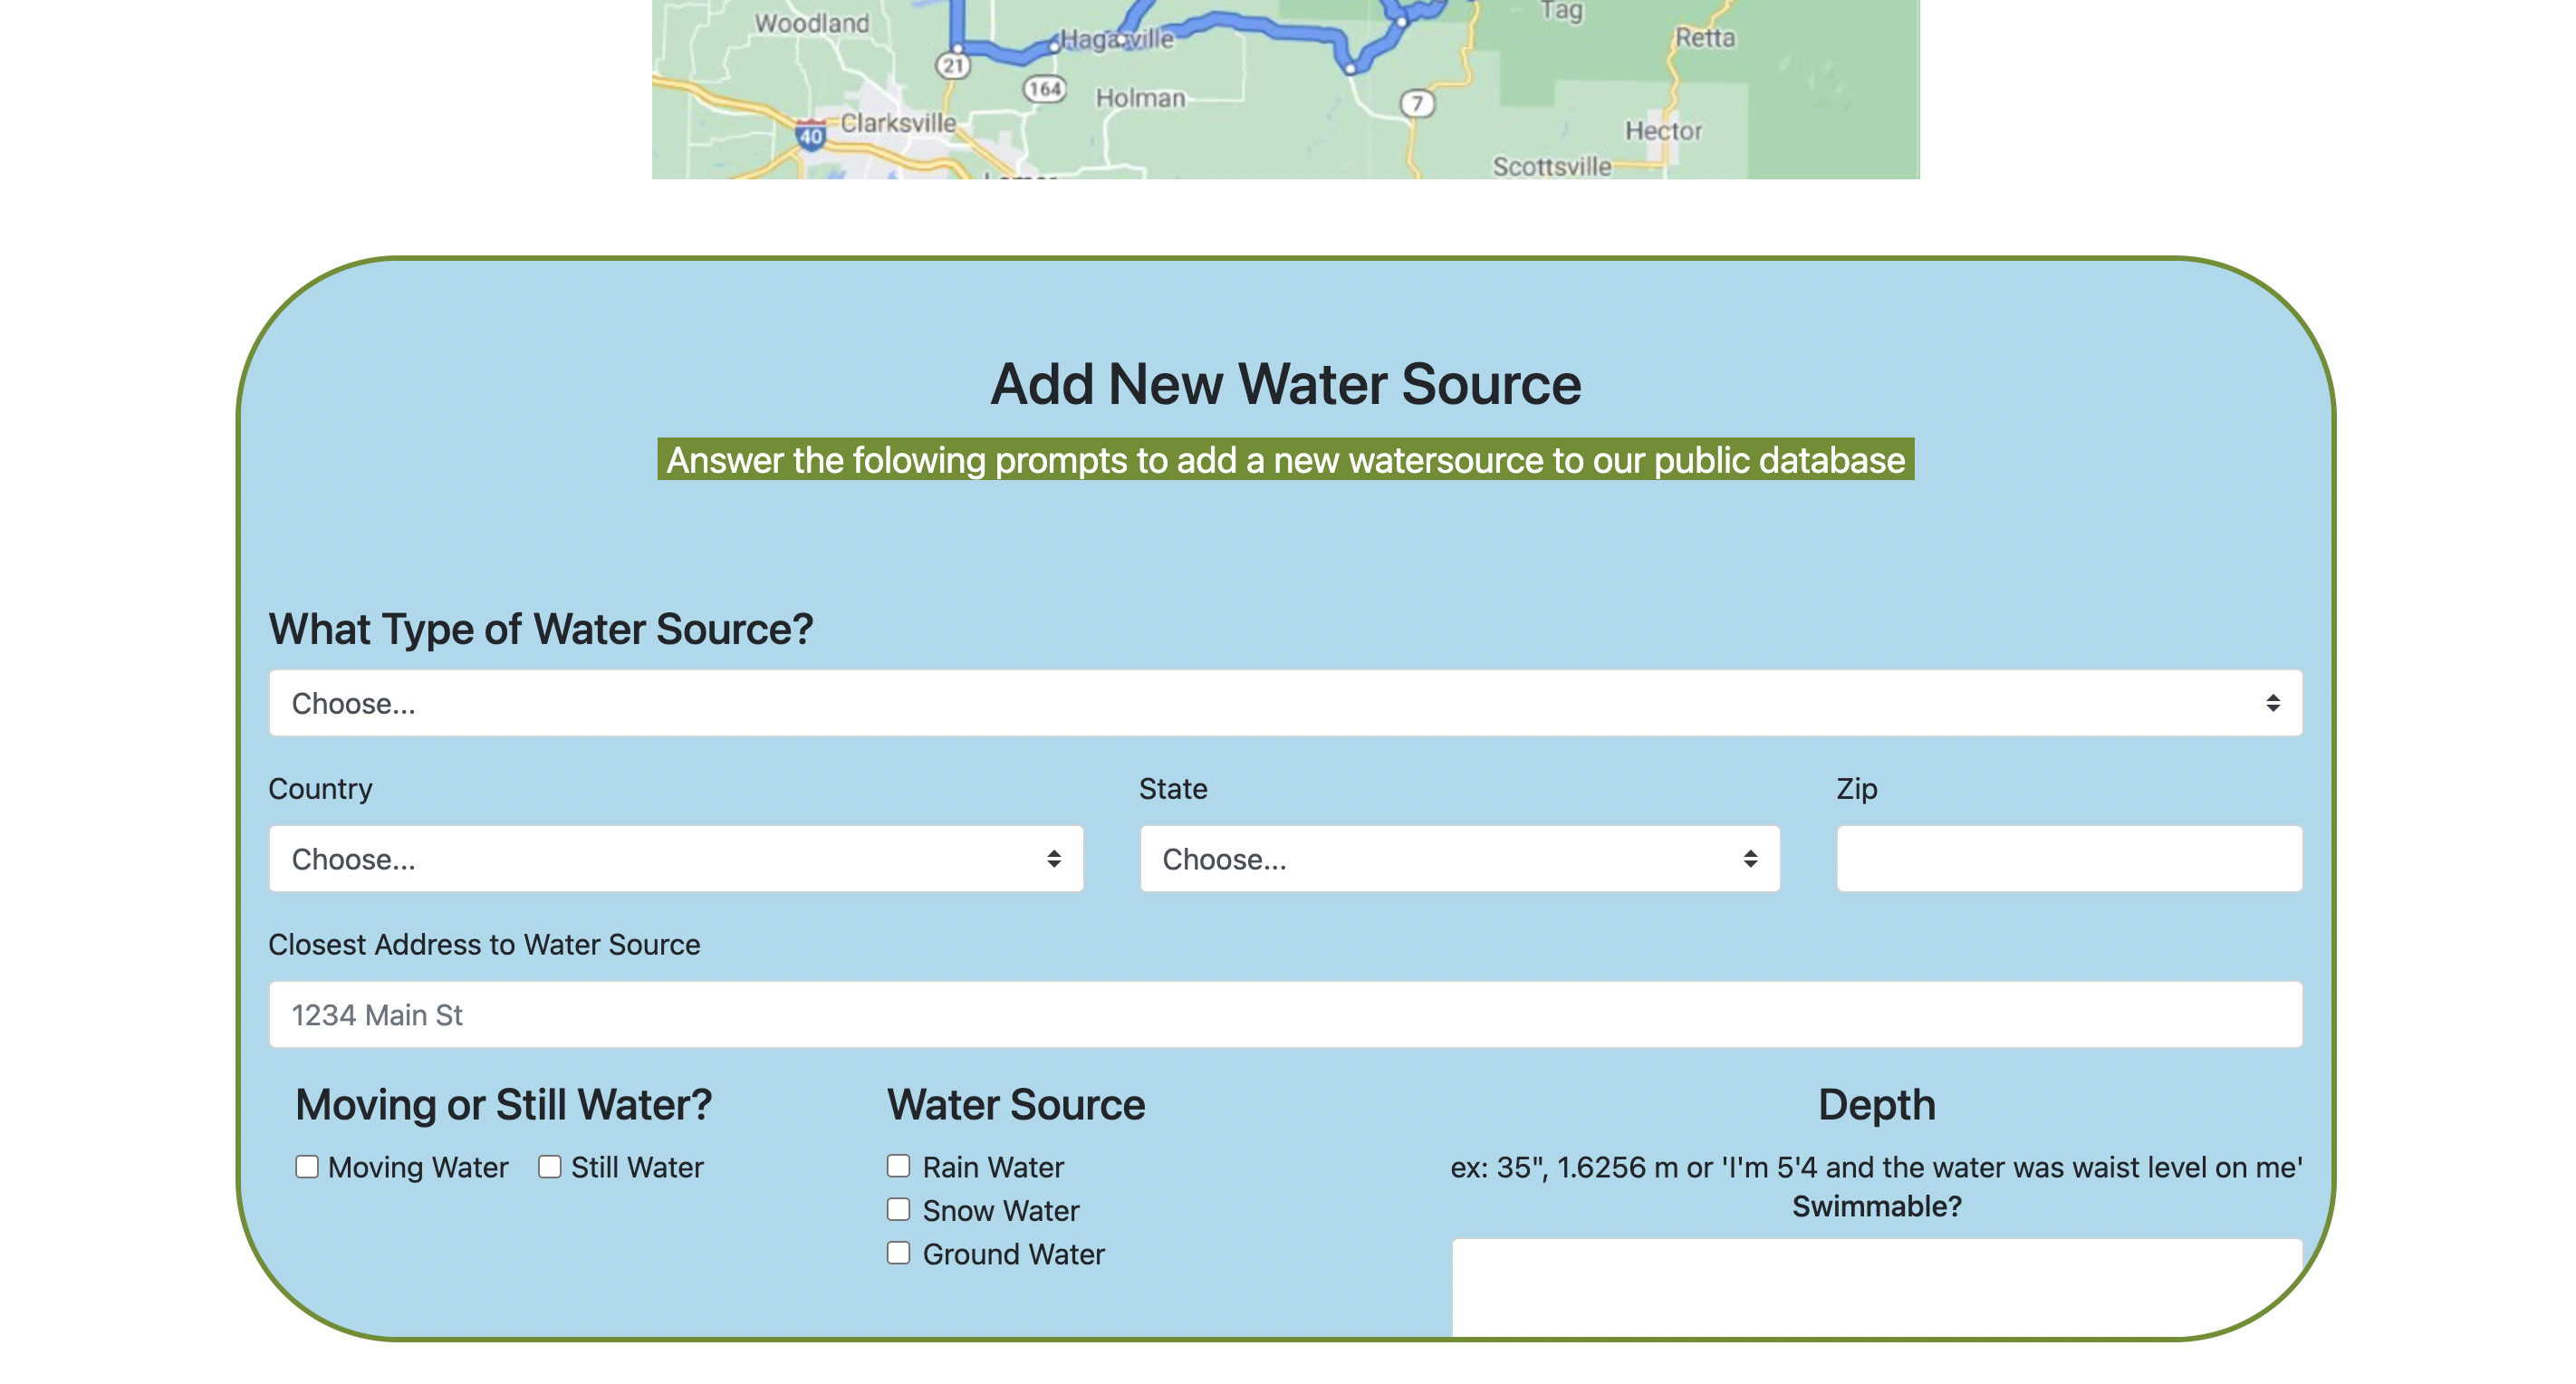 Woodland
Tag
Hagarville
Retta
21
164
Holman
7
Clarksville
40
Hector
Scottsville
Add New Water Source
Answer the folowing prompts to add a new watersource to our public database
What Type of Water Source?
Choose...
Country
State
Zip
Choose...
Choose...
Closest Address to Water Source
1234 Main St
Moving or Still Water?
Water Source
Depth
Moving Water
Still Water
Rain Water
ex: 35", 1.6256 m or 'I'm 5'4 and the water was waist level on me'
Snow Water
Swimmable?
Ground Water